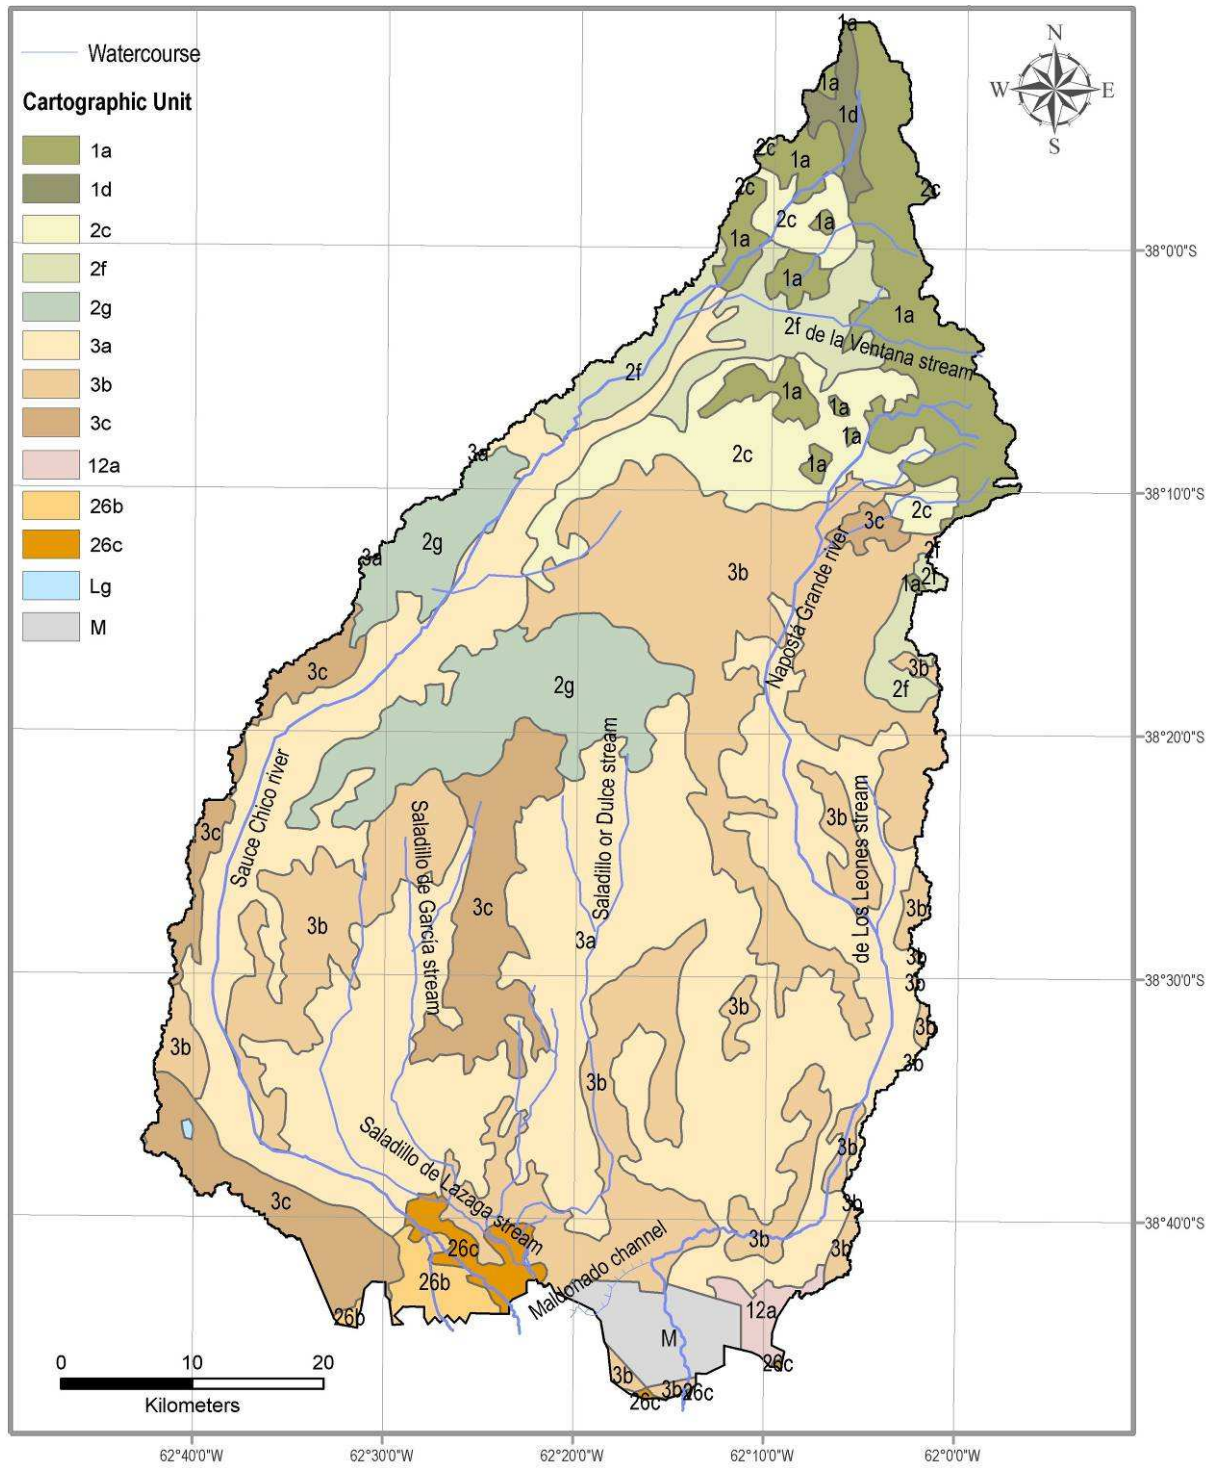 Watercourse
Cartographic Unit
1a
1d
2c
2f
2g
3a
3b
3c
12a
26b
26c
Lg
M
N
W
E
S
1a
1a
1d
2c
1a
2c
2c
2c
1a
1a
1a
1a
2f
de la Ventana stream
2f
1a
1a
1a
2c
1a
3a
2g
3a
3c
2c
2f
2f
1a
3b
Napostá Grande river
3b
2f
3c
2g
Sauce Chico river
3c
Saladillo de García stream
Saladillo or Dulce stream
3b
de Los Leones stream
3b
3c
3a
3b
3b
3b
3b
3b
3b
3b
3b
3b
Saladillo de Lazaga stream
3b
3b
3c
26c
26b
26b
Maldonado channel
3b
3b
12a
M
26c
3b
3b
26c
26c
38°00'0"S
38°10'0"S
38°20'0"S
38°30'0"S
38°40'0"S
0 10 20
Kilometers
62°40'0"W 62°30'0"W 62°20'0"W 62°10'0"W 62°0'0"W